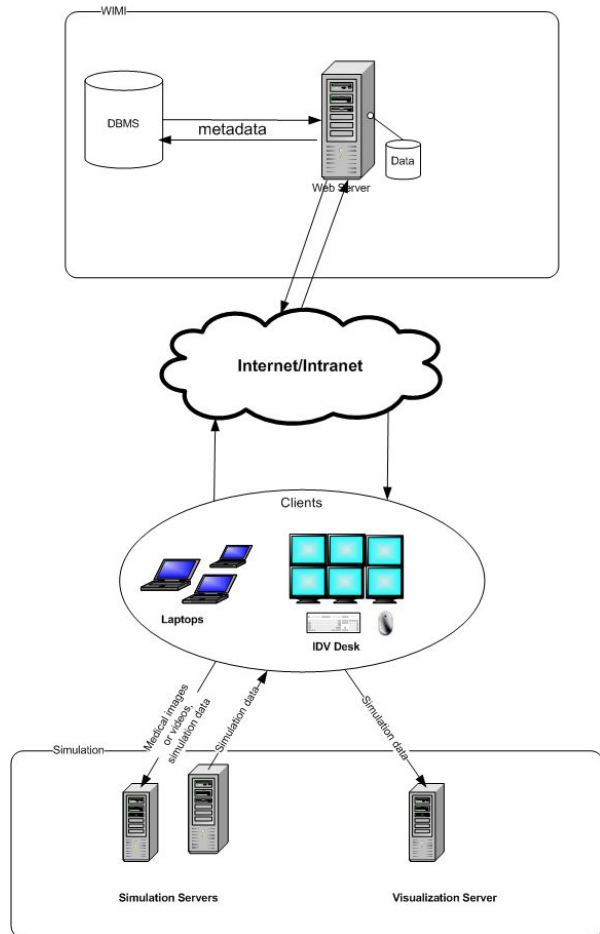 WIMI
DBMS
metadata
Data
Web Server
Internet/Intranet
Clients
Laptops
IDV Desk
Medical images
or videos,
simulation data
Simulation data
Simulation data
Simulation
Simulation Servers
Visualization Server